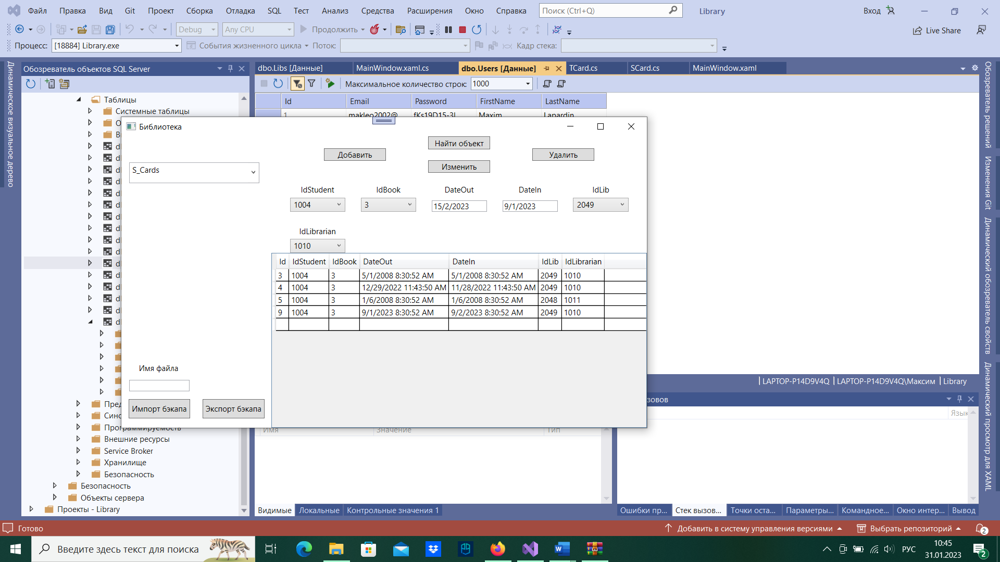 Файл Правка Вид Git Проект Сборка Отладка SQL Тест Анализ Средства Расширения Окно Справка Поиск (Ctrl+Q) Library Вход
Debug Any CPU Продолжить Live Share
Процесс: [18884] Library.exe События жизненного цикла Поток: Кадр стека:
Динамическое визуальное дерево
Обозреватель объектов SQL Server
Таблицы
Системные таблицы
Внешние ресурсы
Service Broker
Хранилище
Безопасность
Безопасность
Объекты сервера
Проекты - Library
dbo.Libs [Данные] MainWindow.xaml.cs dbo.Users [Данные] TCard.cs SCard.cs MainWindow.xaml
Максимальное количество строк: 1000
Id Email Password FirstName LastName
1 makleo2002@ fKs19D15-3L Maxim Lapardin
Библиотека
Найти объект
Добавить Удалить
Изменить
S_Cards
IdStudent IdBook DateOut DateIn IdLib
1004 3 15/2/2023 9/1/2023 2049
IdLibrarian
1010
Id IdStudent IdBook DateOut DateIn IdLib IdLibrarian
3 1004 3 5/1/2008 8:30:52 AM 5/1/2008 8:30:52 AM 2049 1010
4 1004 3 12/29/2022 11:43:50 AM 11/28/2022 11:43:50 AM 2049 1010
5 1004 3 1/6/2008 8:30:52 AM 1/6/2008 8:30:52 AM 2048 1011
9 1004 3 9/1/2023 8:30:52 AM 9/2/2023 8:30:52 AM 2049 1010
Имя файла
Импорт бэкапа Экспорт бэкапа
LAPTOP-P14D9V4Q LAPTOP-P14D9V4Q\Максим Library
зовов
Язык
Имя Значение Тип
Видимые Локальные Контрольные значения 1
Ошибки пр... Стек вызов... Точки оста... Параметры... Командное... Окно интер... Вывод
Обозреватель решений
Изменения Git
Динамический обозреватель свойств
Динамический просмотр для XAML
Готово Добавить в систему управления версиями Выбрать репозиторий 2
Введите здесь текст для поиска РУС 10:45
31.01.2023 2